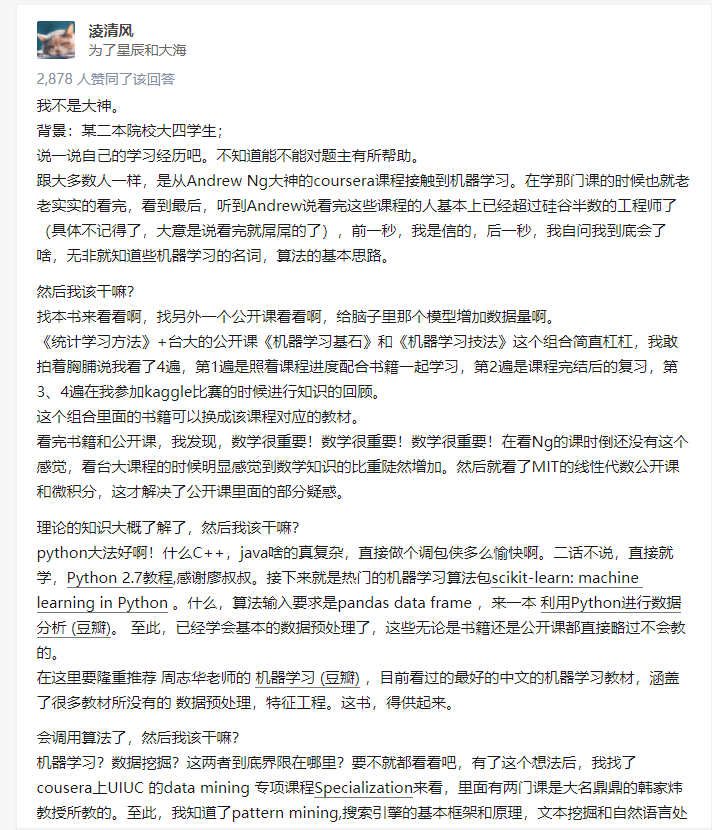 凌清风
为了星辰和大海
2,878 人赞同了该回答
我不是大神。
背景：某二本院校大四学生；
说一说自己的学习经历吧。不知道能不能对题主有所帮助。
跟大多数人一样，是从Andrew Ng大神的coursera课程接触到机器学习。在学那门课的时候也就老
老实实的看完，看到最后，听到Andrew说看完这些课程的人基本上已经超过硅谷半数的工程师了
（具体不记得了，大意是说看完就屌屌的了），前一秒，我是信的，后一秒，我自问我到底会了
啥，无非就知道些机器学习的名词，算法的基本思路。
然后我该干嘛？
找本书来看看啊，找另外一个公开课看看啊，给脑子里那个模型增加数据量啊。
《统计学习方法》+台大的公开课《机器学习基石》和《机器学习技法》这个组合简直杠杠，我敢
拍着胸脯说我看了4遍，第1遍是照着课程进度配合书籍一起学习，第2遍是课程完结后的复习，第
3、4遍在我参加kaggle比赛的时候进行知识的回顾。
这个组合里面的书籍可以换成该课程对应的教材。
看完书籍和公开课，我发现，数学很重要！数学很重要！数学很重要！在看Ng的课时倒还没有这个
感觉，看台大课程的时候明显感觉到数学知识的比重陡然增加。然后就看了MIT的线性代数公开课
和微积分，这才解决了公开课里面的部分疑惑。
理论的知识大概了解了，然后我该干嘛？
python大法好啊！什么C++，java啥的真复杂，直接做个调包侠多么愉快啊。二话不说，直接就
学，Python 2.7教程,感谢廖叔叔。接下来就是热门的机器学习算法包scikit-learn: machine
learning in Python 。什么，算法输入要求是pandas data frame ，来一本 利用Python进行数据
分析 (豆瓣)。 至此，已经学会基本的数据预处理了，这些无论是书籍还是公开课都直接略过不会教
的。
在这里要隆重推荐 周志华老师的 机器学习 (豆瓣) ，目前看过的最好的中文的机器学习教材，涵盖
了很多教材所没有的 数据预处理，特征工程。这书，得供起来。
会调用算法了，然后我该干嘛？
机器学习？数据挖掘？这两者到底界限在哪里？要不就都看看吧，有了这个想法后，我找了
cousera上UIUC 的data mining 专项课程Specialization来看，里面有两门课是大名鼎鼎的韩家炜
教授所教的。至此，我知道了pattern mining,搜索引擎的基本框架和原理，文本挖掘和自然语言处